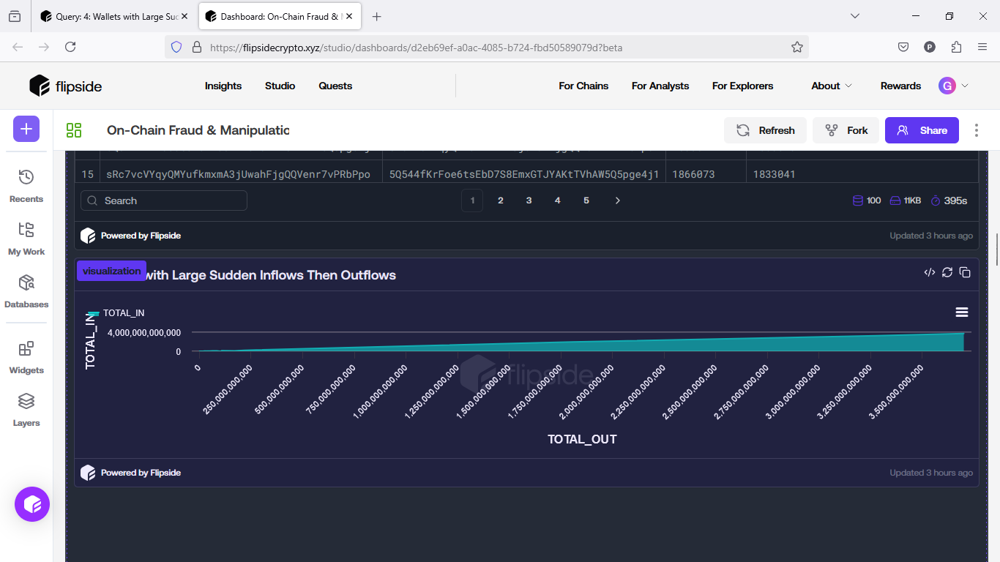 Query: 4: Wallets with Large Suc
Dashboard: On-Chain Fraud &
https://flipsidecrypto.xyz/studio/dashboards/d2eb69ef-a0ac-4085-b724-fbd50589079d?beta
flipside
Insights
Studio
Quests
For Chains
For Analysts
For Explorers
About
Rewards
G
On-Chain Fraud & Manipulatic
Refresh
Fork
Share
Recents
My Work
Databases
Widgets
Layers
15 sRc7vcVYqyQMYufkmxmA3jUwahFjgQQVenr7vPRbPpo 5Q544fKrFoe6tsEbD7S8EmxGTJYAKtTVhAW5Q5pge4j1 1866073 1833041
Search
1 2 3 4 5
100 11KB 395s
Powered by Flipside
Updated 3 hours ago
visualization
with Large Sudden Inflows Then Outflows
TOTAL_IN
TOTAL_IN
4,000,000,000,000
0
flipside
0
250,000,000,000
500,000,000,000
750,000,000,000
1,000,000,000,000
1,250,000,000,000
1,500,000,000,000
1,750,000,000,000
2,000,000,000,000
2,250,000,000,000
2,500,000,000,000
2,750,000,000,000
3,000,000,000,000
3,250,000,000,000
3,500,000,000,000
TOTAL_OUT
Powered by Flipside
Updated 3 hours ago